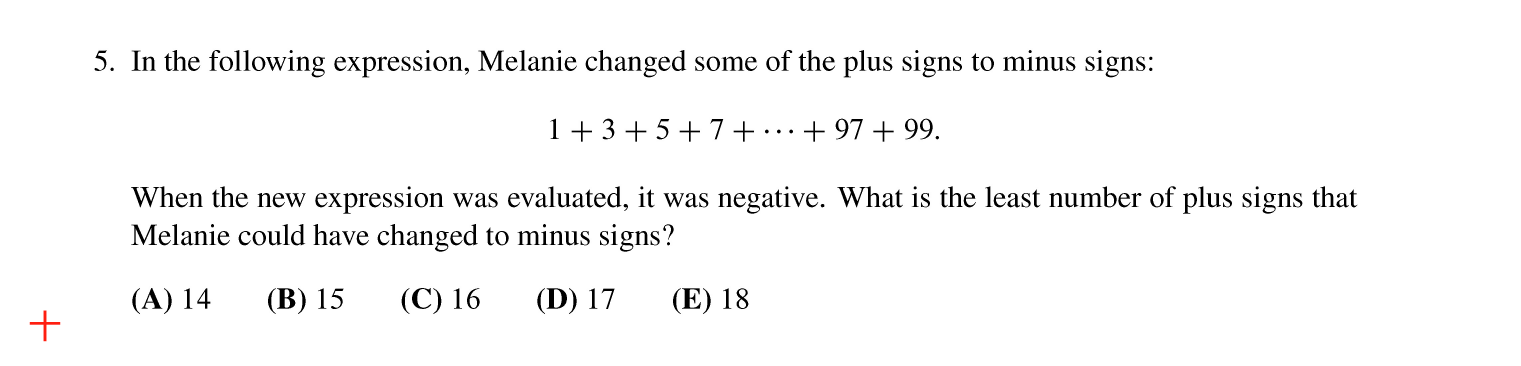 5. In the following expression, Melanie changed some of the plus signs to minus signs:
1 + 3 + 5 + 7 + ··· + 97 + 99.
When the new expression was evaluated, it was negative. What is the least number of plus signs that
Melanie could have changed to minus signs?
(A) 14 (B) 15 (C) 16 (D) 17 (E) 18
+